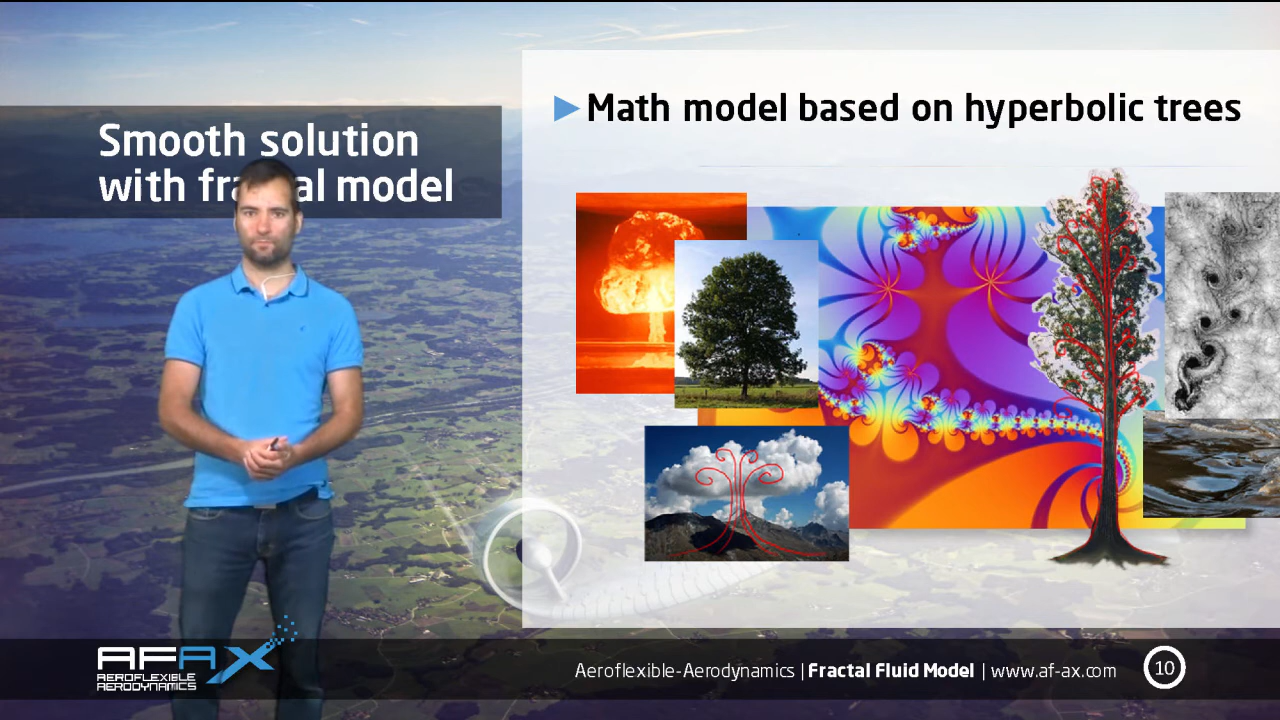 Smooth solution
with fractal model
▶ Math model based on hyperbolic trees
AFAX
AEROFLEXIBLE
AERODYNAMICS
Aeroflexible-Aerodynamics | Fractal Fluid Model | www.af-ax.com
10